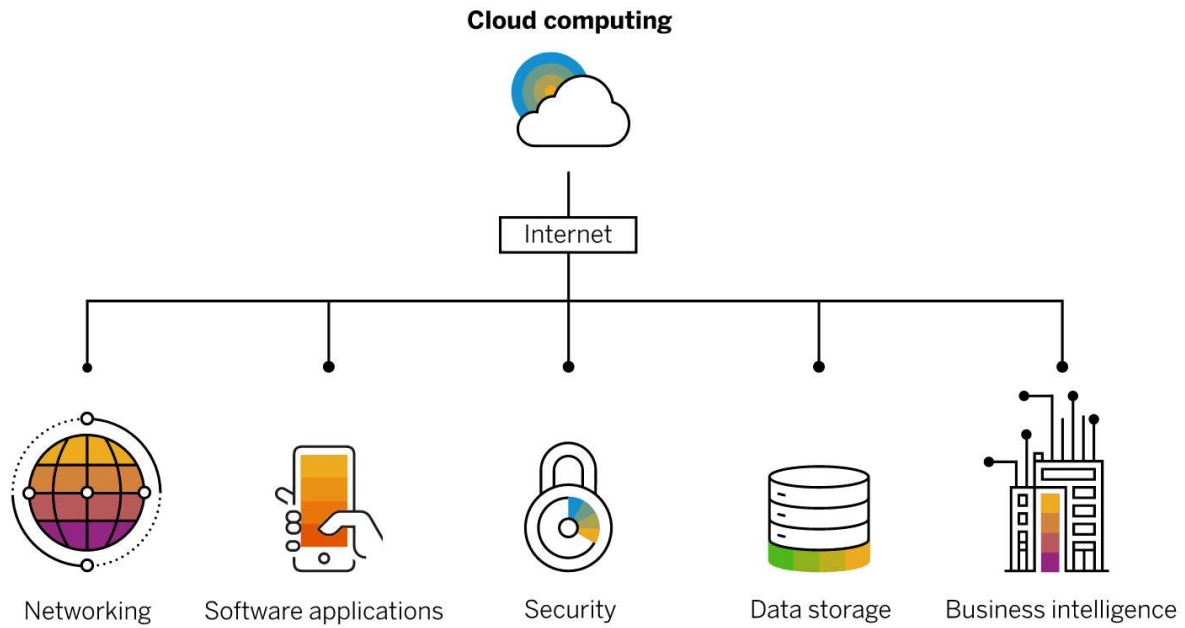 Cloud computing
Internet
Networking
Software applications
Security
Data storage
Business intelligence